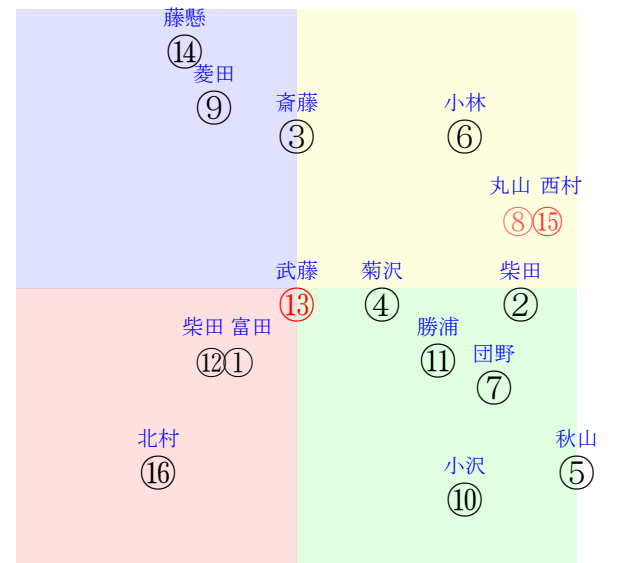 藤懸
⑭
菱田
⑨
斎藤 小林
③ ⑥
丸山 西村
⑧⑮
武藤 菊沢 柴田
⑬ ④ ②
柴田 富田 勝浦
⑫① ⑪
団野
⑦
北村 秋山
⑯ ⑤
小沢
⑩